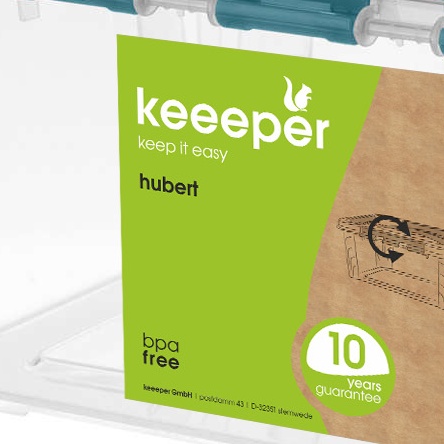 keeeper
keep it easy
hubert
bpa
free
10
years
guarantee
keeeper GmbH | postdamm 43 | D-32351 stemwede